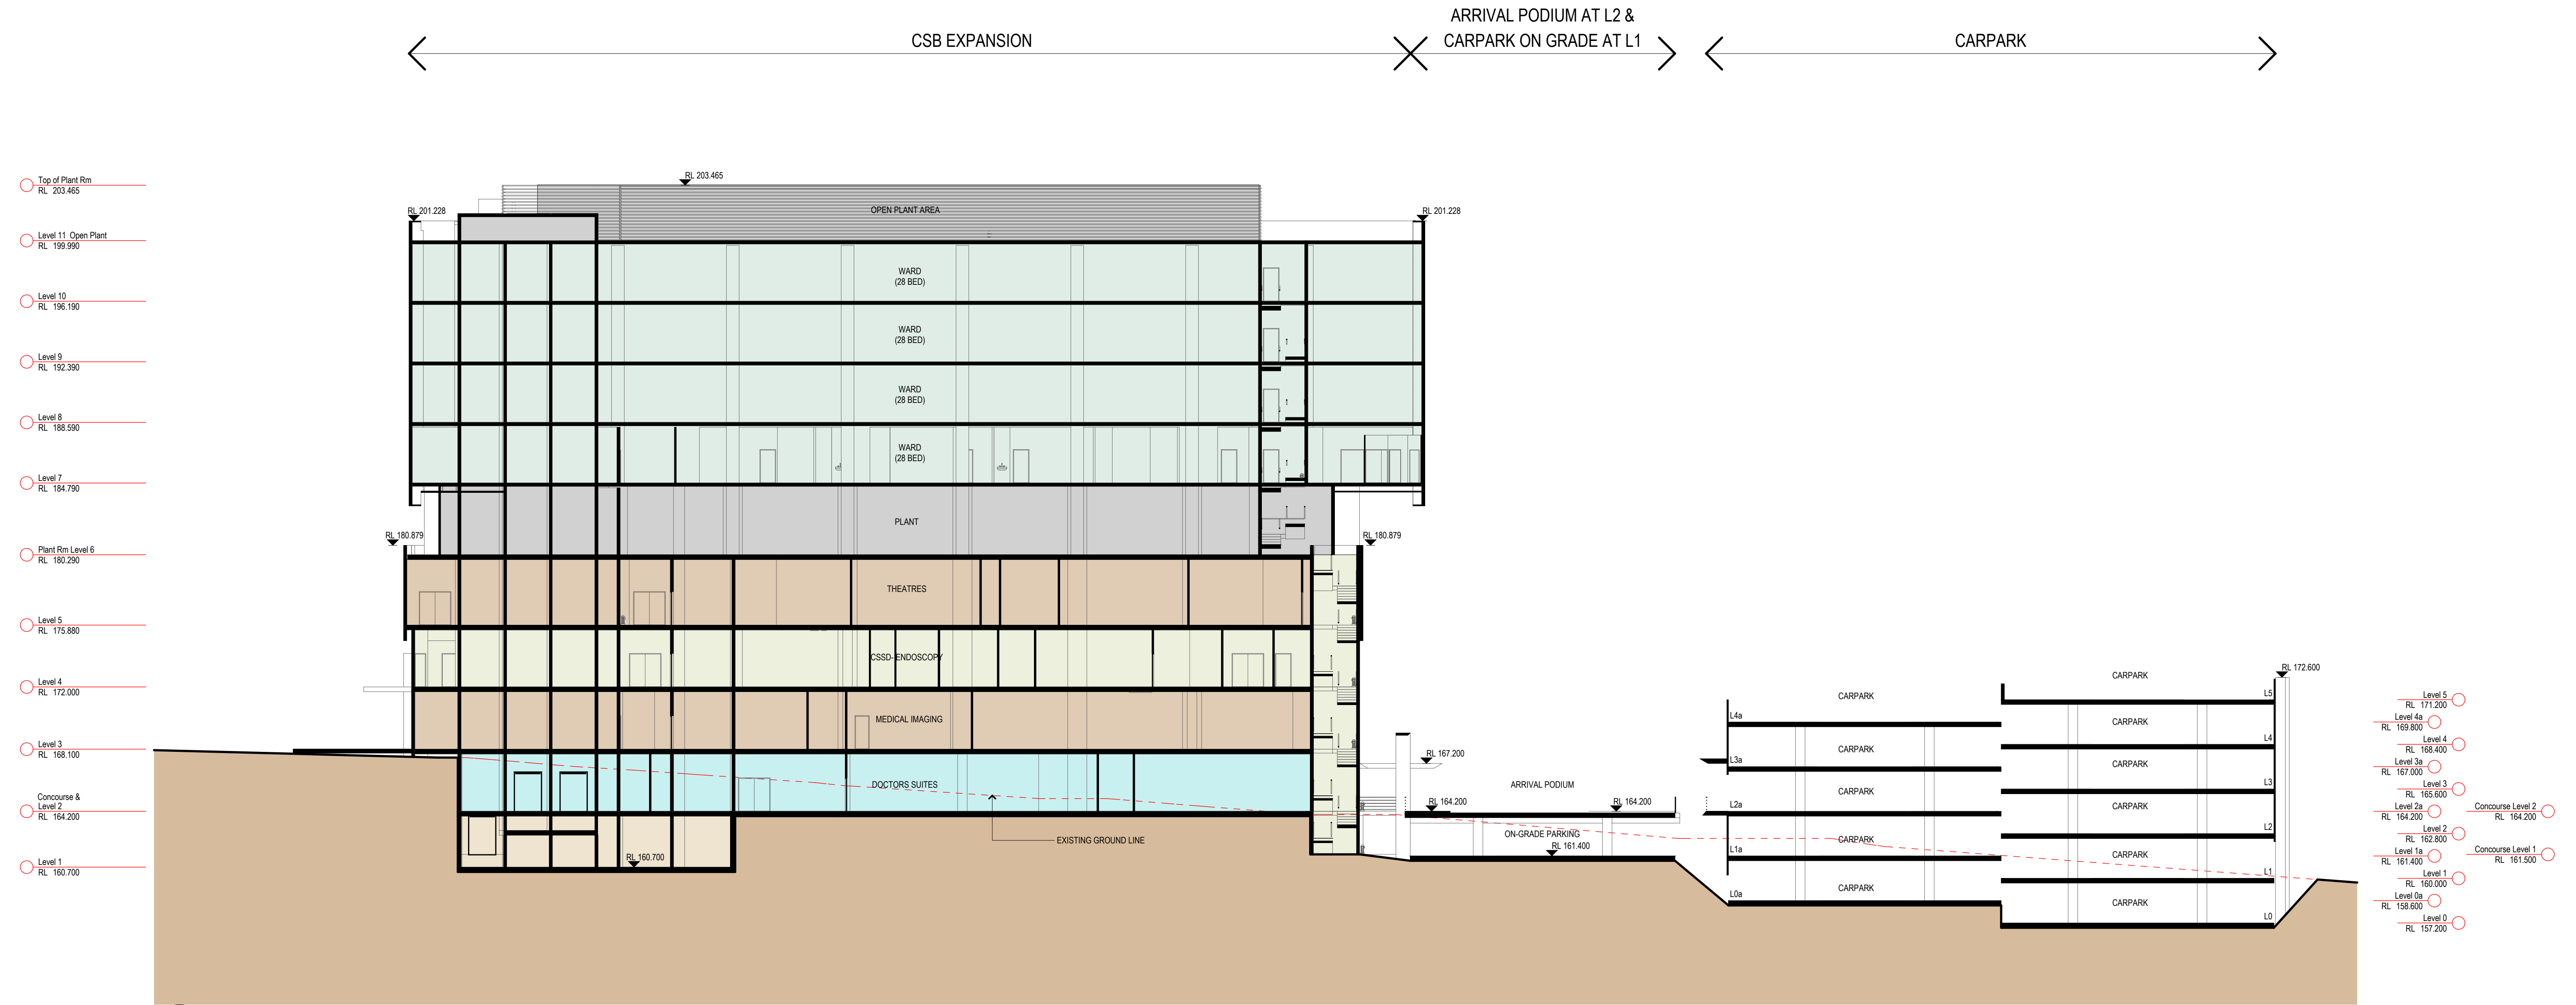 ARRIVAL PODIUM AT L2 &
CSB EXPANSION
CARPARK ON GRADE AT L1
CARPARK
Top of Plant Rm
RL 203.465
Level 11 Open Plant
RL 199.990
Level 10
RL 196.190
Level 9
RL 192.390
Level 8
RL 188.590
Level 7
RL 184.790
Plant Rm Level 6
RL 180.290
Level 5
RL 175.880
Level 4
RL 172.000
Level 3
RL 168.100
Concourse &
Level 2
RL 164.200
Level 1
RL 160.700
RL 203.465
RL 201.228
OPEN PLANT AREA
RL 201.228
WARD
(28 BED)
WARD
(28 BED)
WARD
(28 BED)
WARD
(28 BED)
PLANT
RL 180.879
RL 180.879
THEATRES
CSSD- ENDOSCOPY
MEDICAL IMAGING
DOCTORS SUITES
EXISTING GROUND LINE
RL 160.700
RL 167.200
ARRIVAL PODIUM
RL 164.200
RL 164.200
ON-GRADE PARKING
RL 161.400
CARPARK
L4a
CARPARK
L3a
CARPARK
L2a
CARPARK
L1a
CARPARK
L0a
RL 172.600
CARPARK
L5
CARPARK
L4
CARPARK
L3
CARPARK
L2
CARPARK
L1
CARPARK
L0
Level 5
RL 171.200
Level 4a
RL 169.800
Level 4
RL 168.400
Level 3a
RL 167.000
Level 3
RL 165.600
Level 2a
RL 164.200
Level 2
RL 162.800
Level 1a
RL 161.400
Level 1
RL 160.000
Level 0a
RL 158.600
Level 0
RL 157.200
Concourse Level 2
RL 164.200
Concourse Level 1
RL 161.500